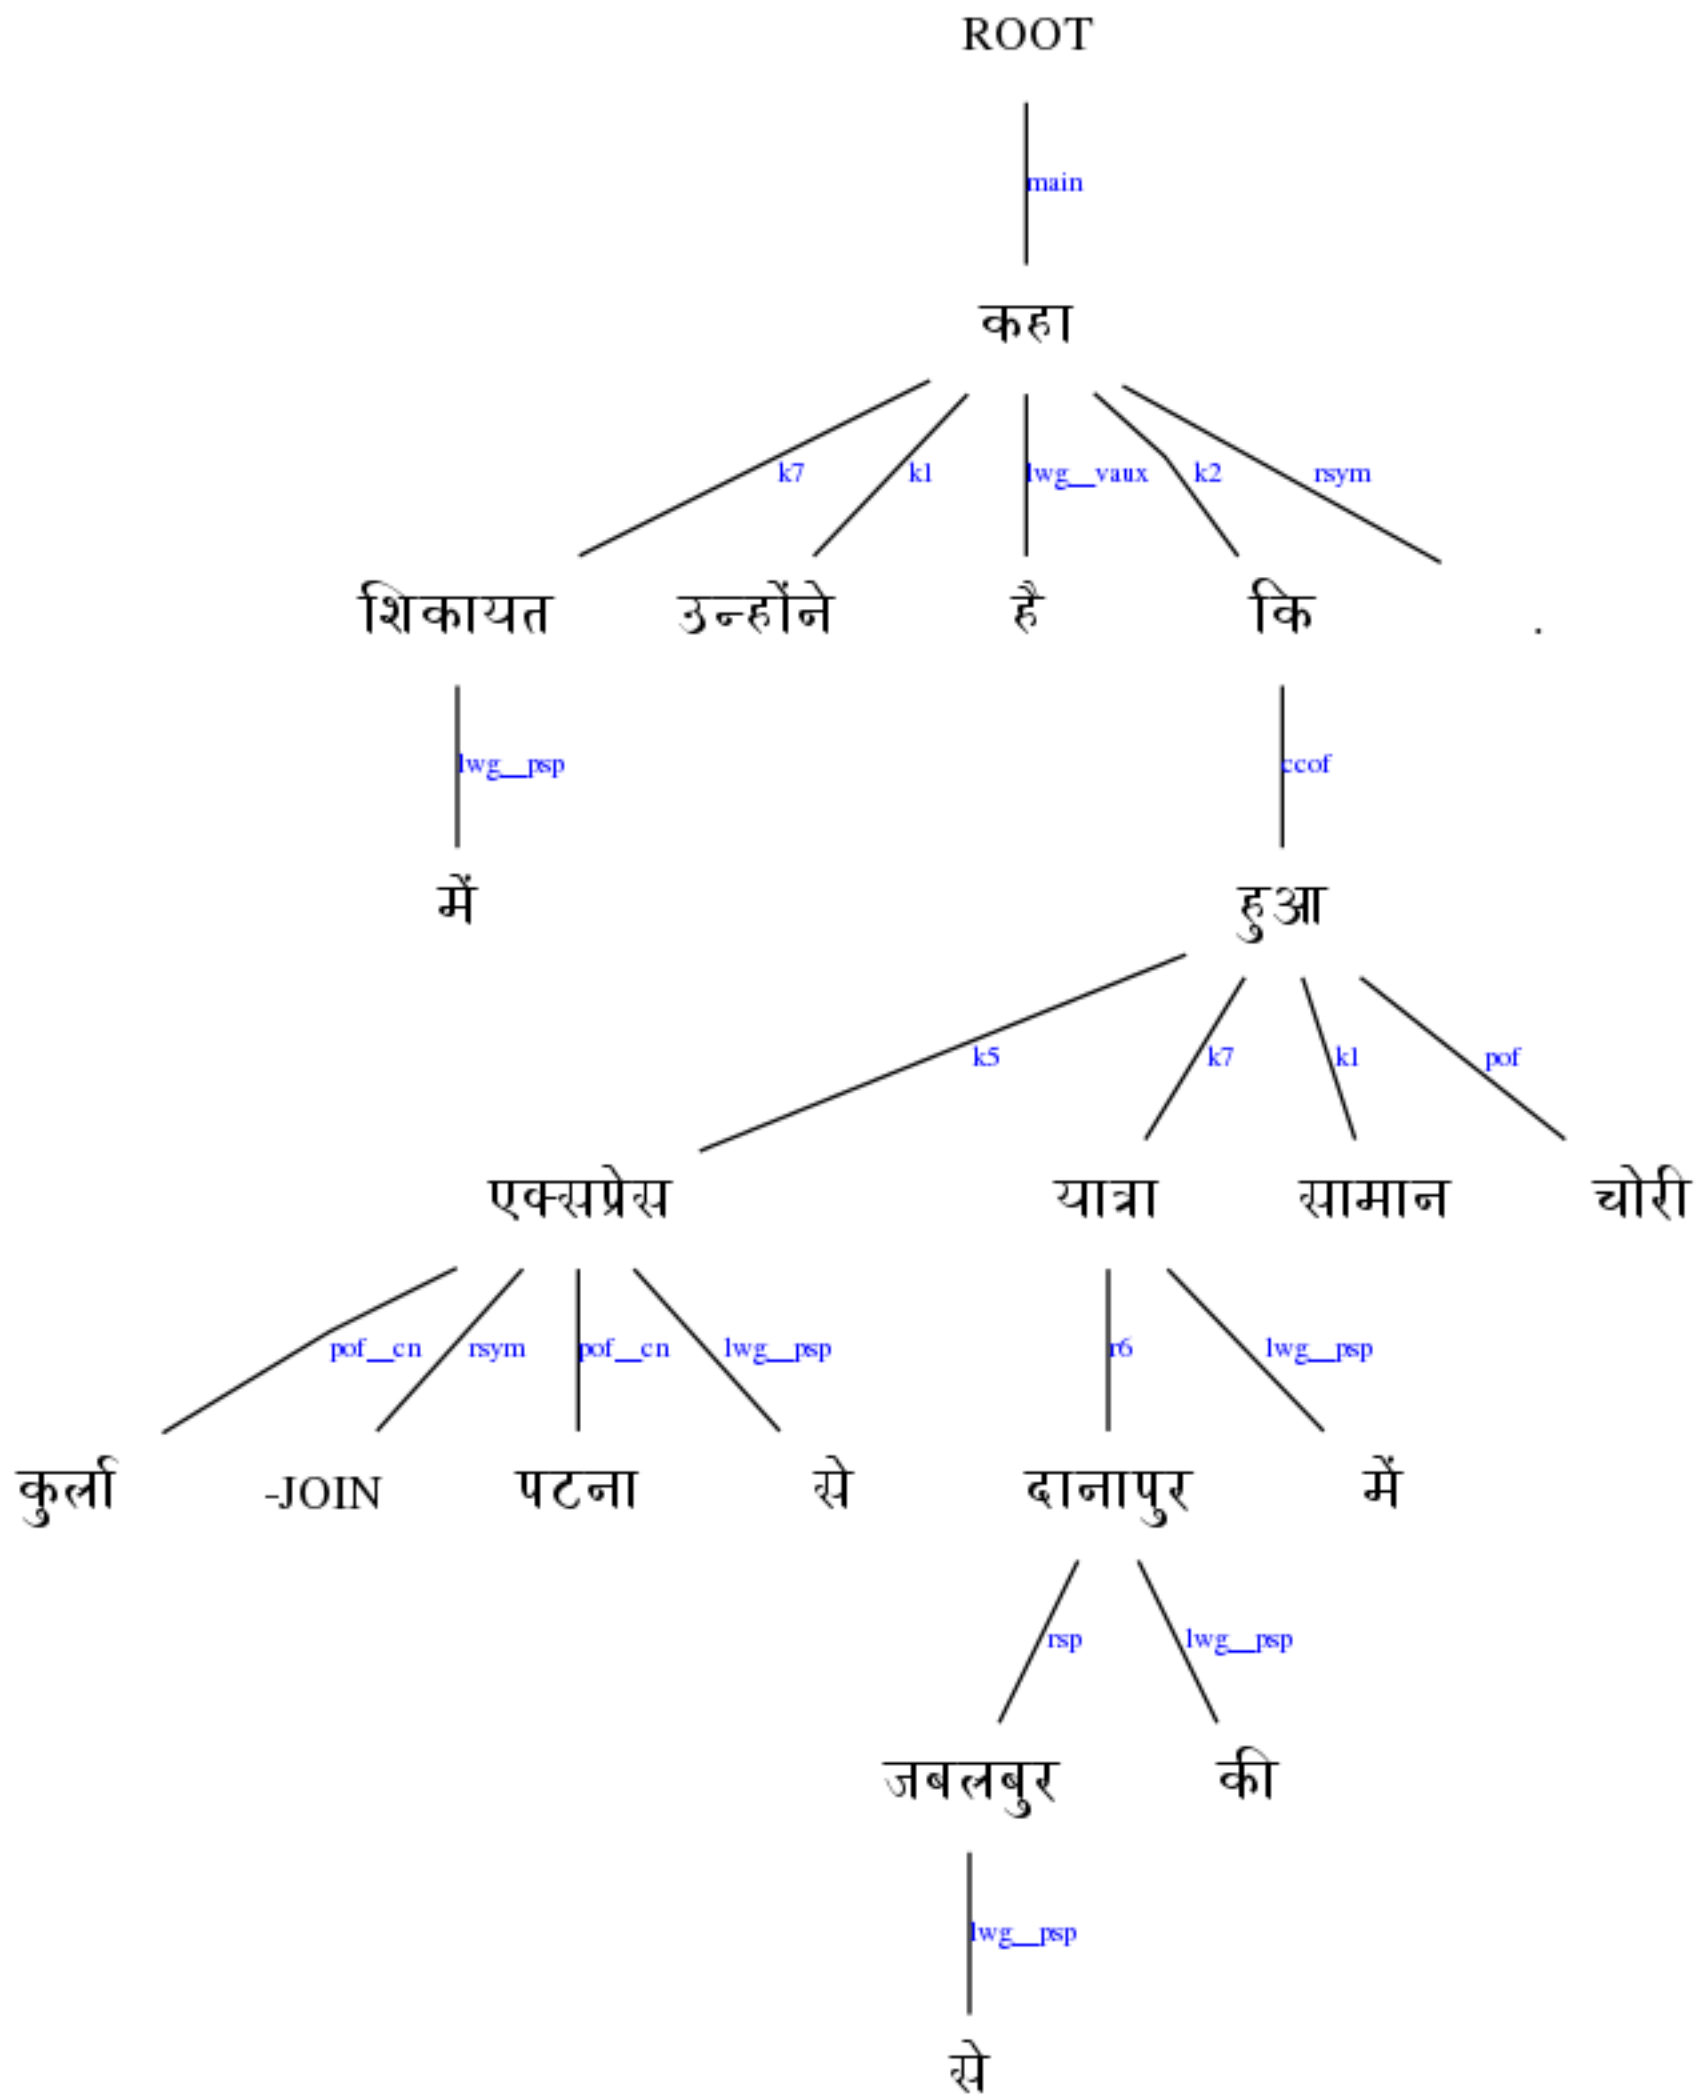 ROOT
main
कहा
k7 k1 lwg__vaux k2 rsym
शिकायत उन्होंने है कि .
lwg__psp ccof
में हुआ
k5 k7 k1 pof
एक्सप्रेस यात्रा सामान चोरी
pof__cn rsym pof__cn lwg__psp r6 lwg__psp
कुर्ला -JOIN पटना से दानापुर में
rsp lwg__psp
जबलबुर की
lwg__psp
से